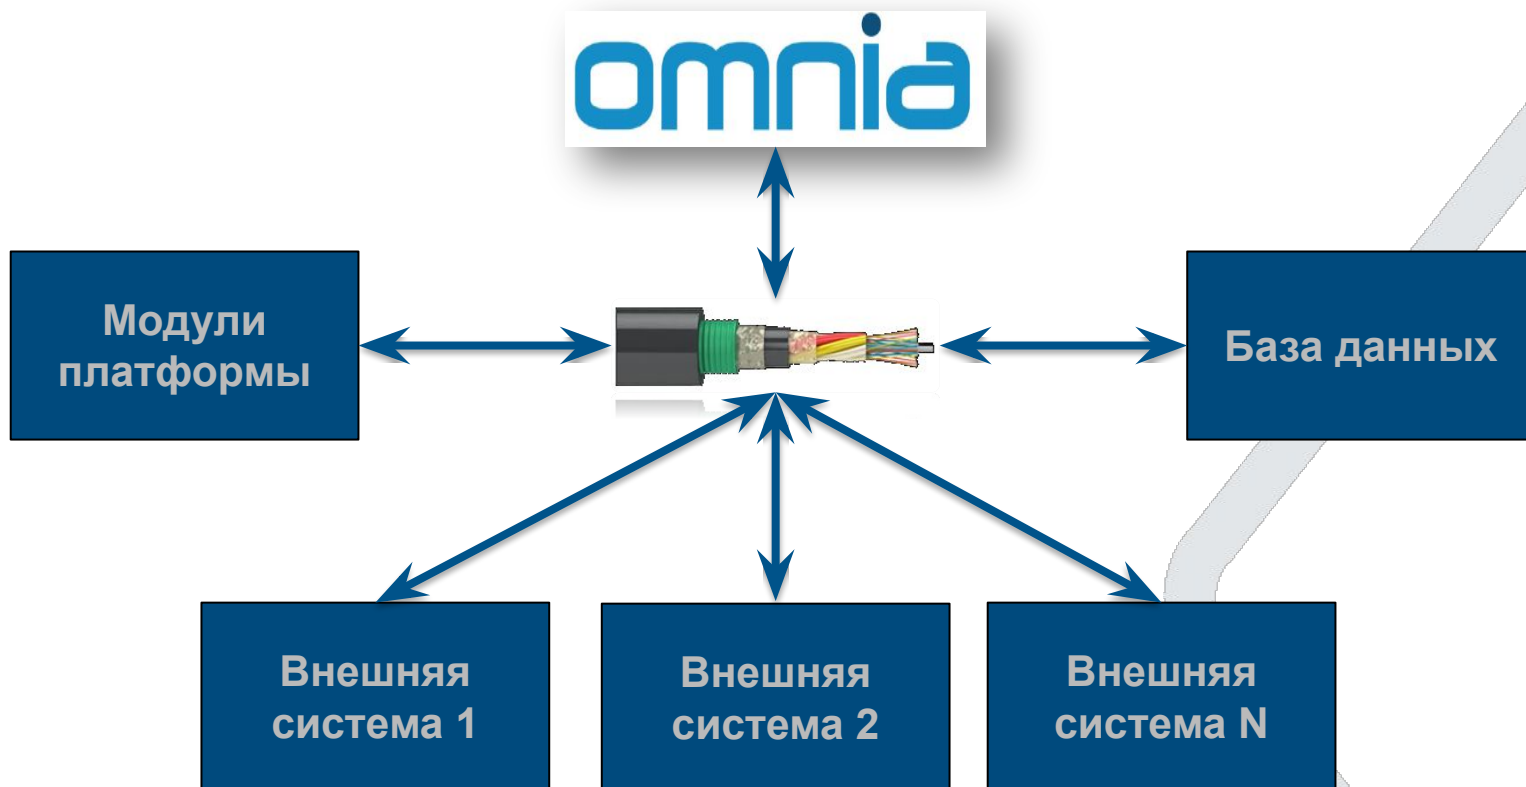 omnia
Модули
платформы
База данных
Внешняя
система 1
Внешняя
система 2
Внешняя
система N